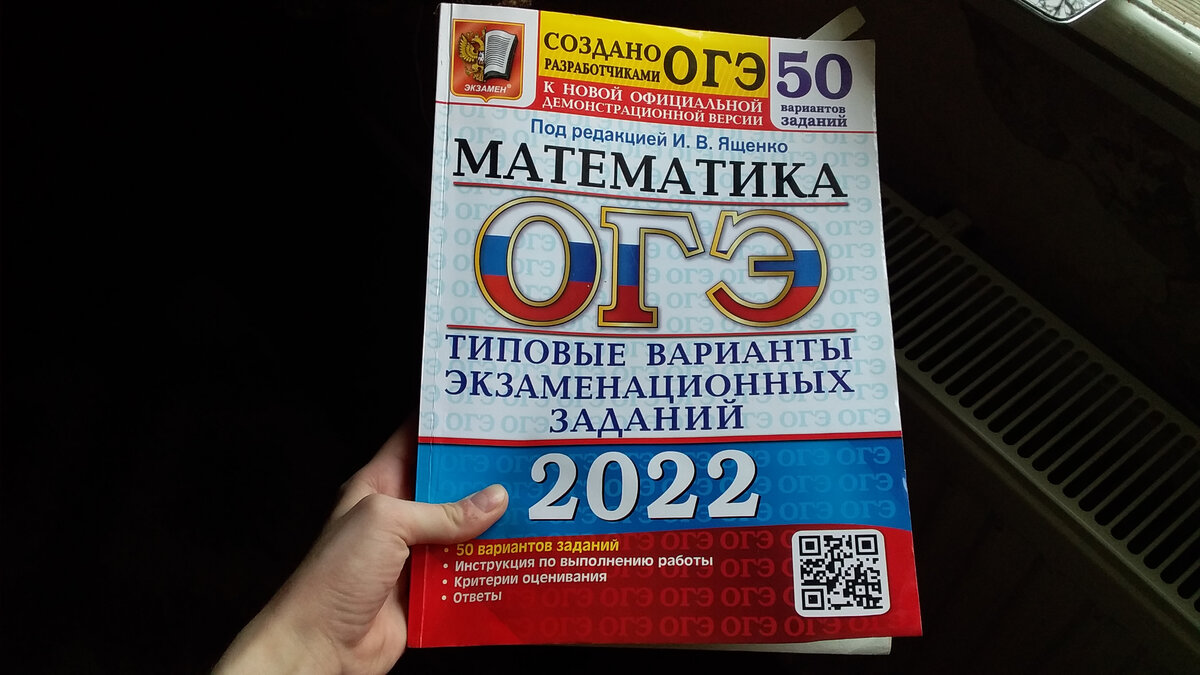 ЭКЗАМЕН®
СОЗДАНО
РАЗРАБОТЧИКАМИ ОГЭ
К НОВОЙ ОФИЦИАЛЬНОЙ
ДЕМОНСТРАЦИОННОЙ ВЕРСИИ
50
вариантов
заданий
Под редакцией И. В. Ященко
МАТЕМАТИКА
ОГЭ
ТИПОВЫЕ ВАРИАНТЫ
ЭКЗАМЕНАЦИОННЫХ
ЗАДАНИЙ
2022
• 50 вариантов заданий
• Инструкция по выполнению работы
• Критерии оценивания
• Ответы